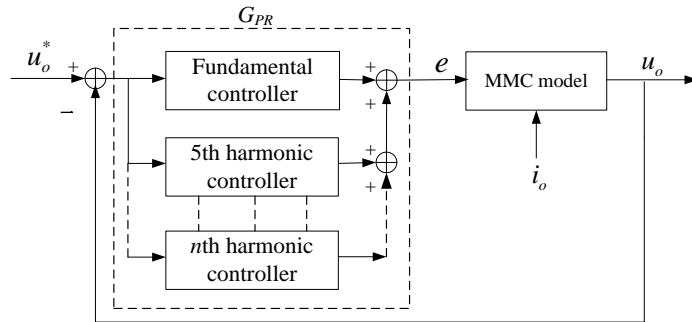 G_PR
u_o^*
+
−
Fundamental
controller
+
+
e
MMC model
u_o
5th harmonic
controller
+
+
i_o
nth harmonic
controller